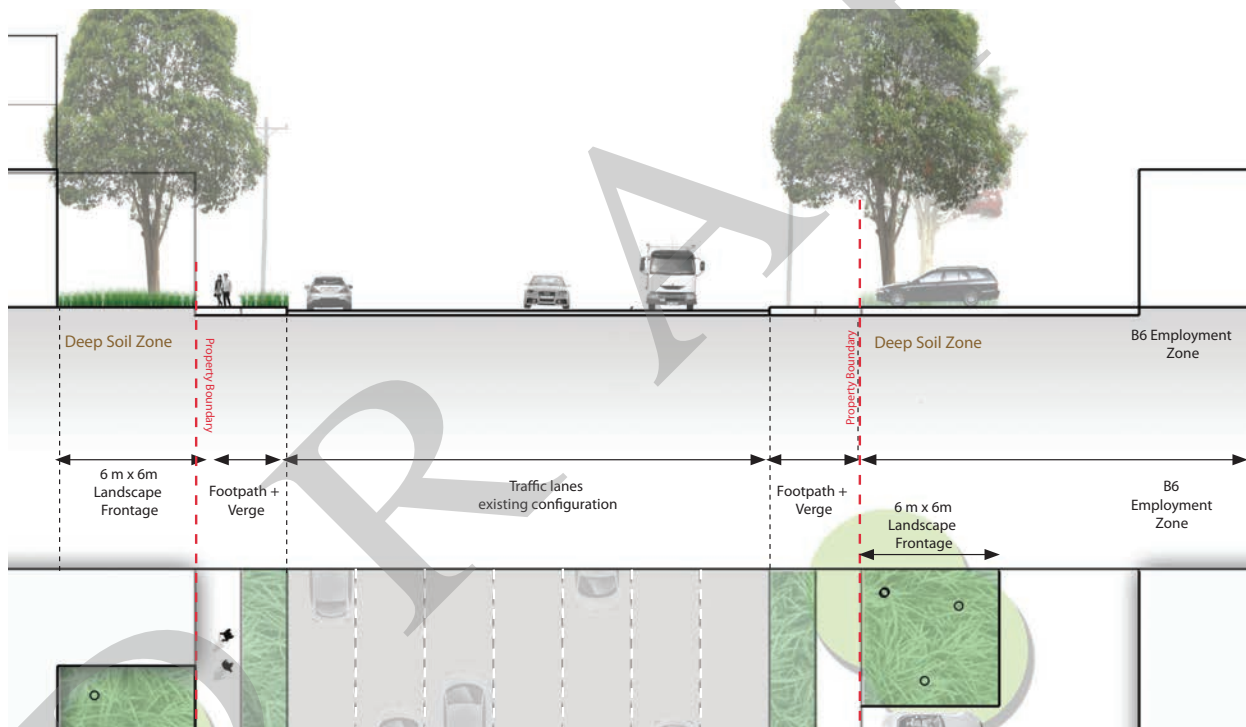 Deep Soil Zone
Property Boundary
Property Boundary
Deep Soil Zone
B6 Employment
Zone
6 m x 6m
Landscape
Frontage
Footpath +
Verge
Traffic lanes
existing configuration
Footpath +
Verge
6 m x 6m
Landscape
Frontage
B6
Employment
Zone
D R A